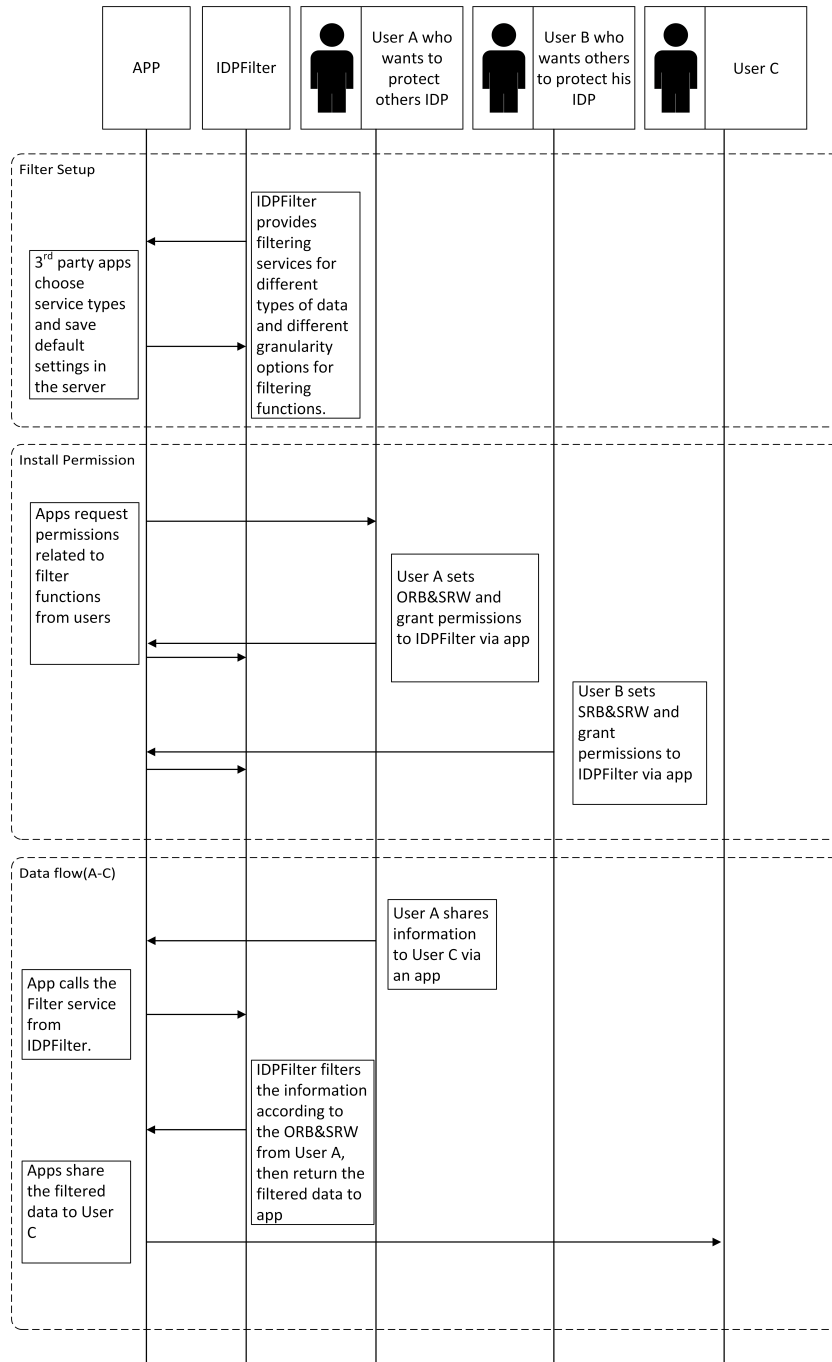 APP
IDPFilter
User A who
wants to
protect
others IDP
User B who
wants others
to protect his
IDP
User C
Filter Setup
IDPFilter
provides
filtering
services for
different
types of data
and different
granularity
options for
filtering
functions.
3rd party apps
choose
service types
and save
default
settings in
the server
Install Permission
Apps request
permissions
related to
filter
functions
from users
User A sets
ORB&SRW and
grant permissions
to IDPFilter via app
User B sets
SRB&SRW and
grant
permissions to
IDPFilter via app
Data flow(A-C)
User A shares
information
to User C via
an app
App calls the
Filter service
from
IDPFilter.
IDPFilter filters
the information
according to
the ORB&SRW
from User A,
then return the
filtered data to
app
Apps share
the filtered
data to User
C